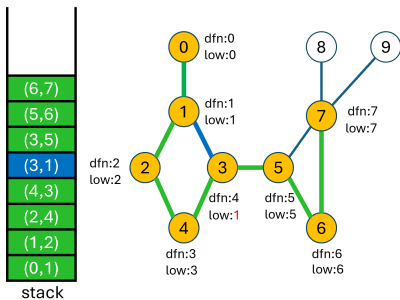 (6,7)
(5,6)
(3,5)
(3,1)
(4,3)
(2,4)
(1,2)
(0,1)
stack
0
dfn:0
low:0
8
9
1
dfn:1
low:1
7
dfn:7
low:7
dfn:2
low:2
2
3
5
dfn:4
low:1
dfn:5
low:5
4
6
dfn:3
low:3
dfn:6
low:6